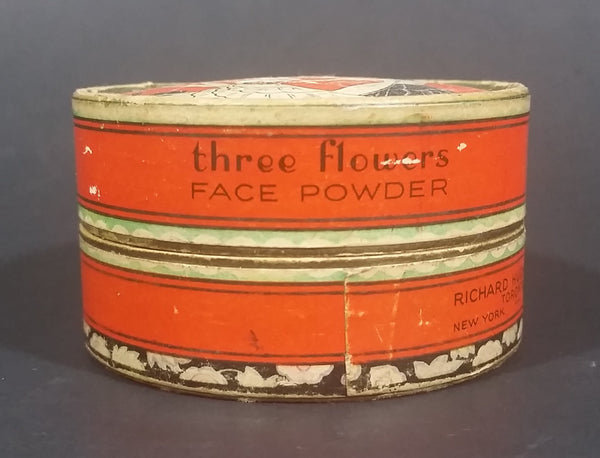 three flowers
FACE POWDER
RICHARD
NEW YORK